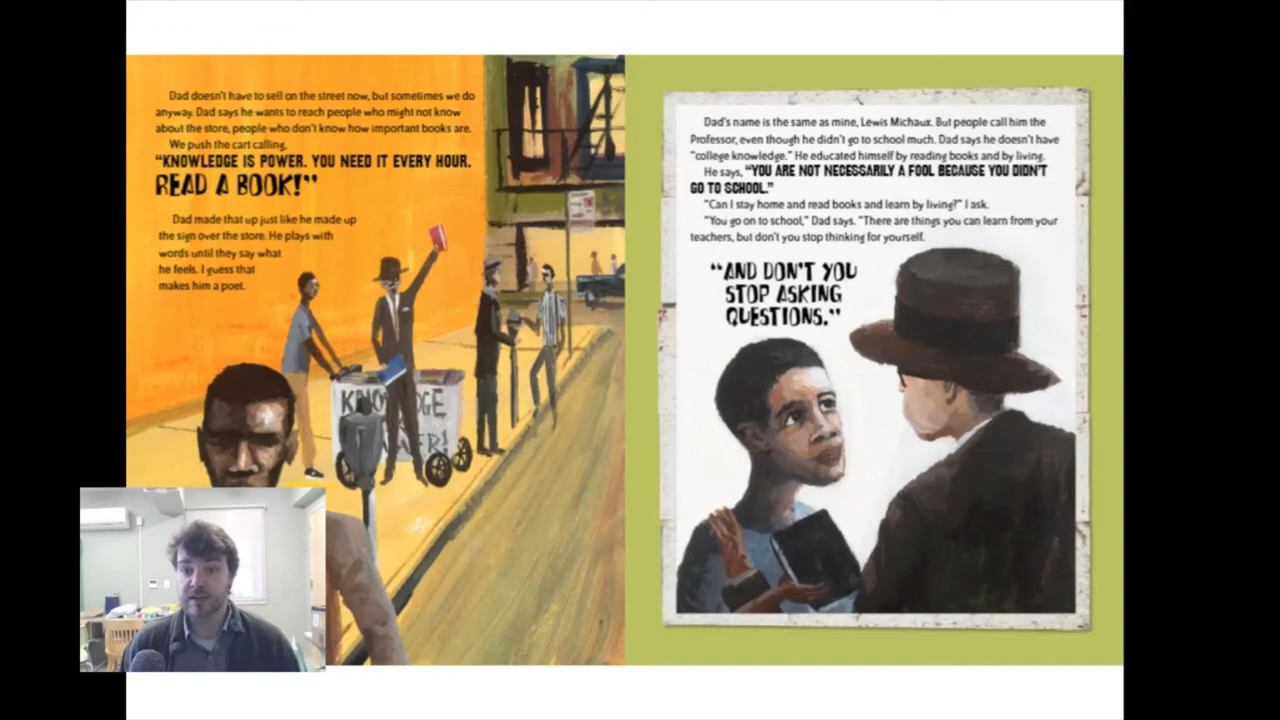 Dad doesn't have to sell on the street now, but sometimes we do
anyway. Dad says he wants to reach people who might not know
about the store, people who don't know how important books are.
We push the cart calling,
“KNOWLEDGE IS POWER. YOU NEED IT EVERY HOUR.
READ A BOOK!”
Dad made that up just like he made up
the sign over the store. He plays with
words until they say what
he feels. I guess that
makes him a poet.
Dad's name is the same as mine, Lewis Michaux. But people call him the
Professor, even though he didn't go to school much. Dad says he doesn't have
“college knowledge.” He educated himself by reading books and by living.
He says, “YOU ARE NOT NECESSARILY A FOOL BECAUSE YOU DIDN'T
GO TO SCHOOL.”
“Can I stay home and read books and learn by living?” I ask.
“You go on to school,” Dad says. “There are things you can learn from your
teachers, but don't you stop thinking for yourself.
“AND DON'T YOU
STOP ASKING
QUESTIONS.”